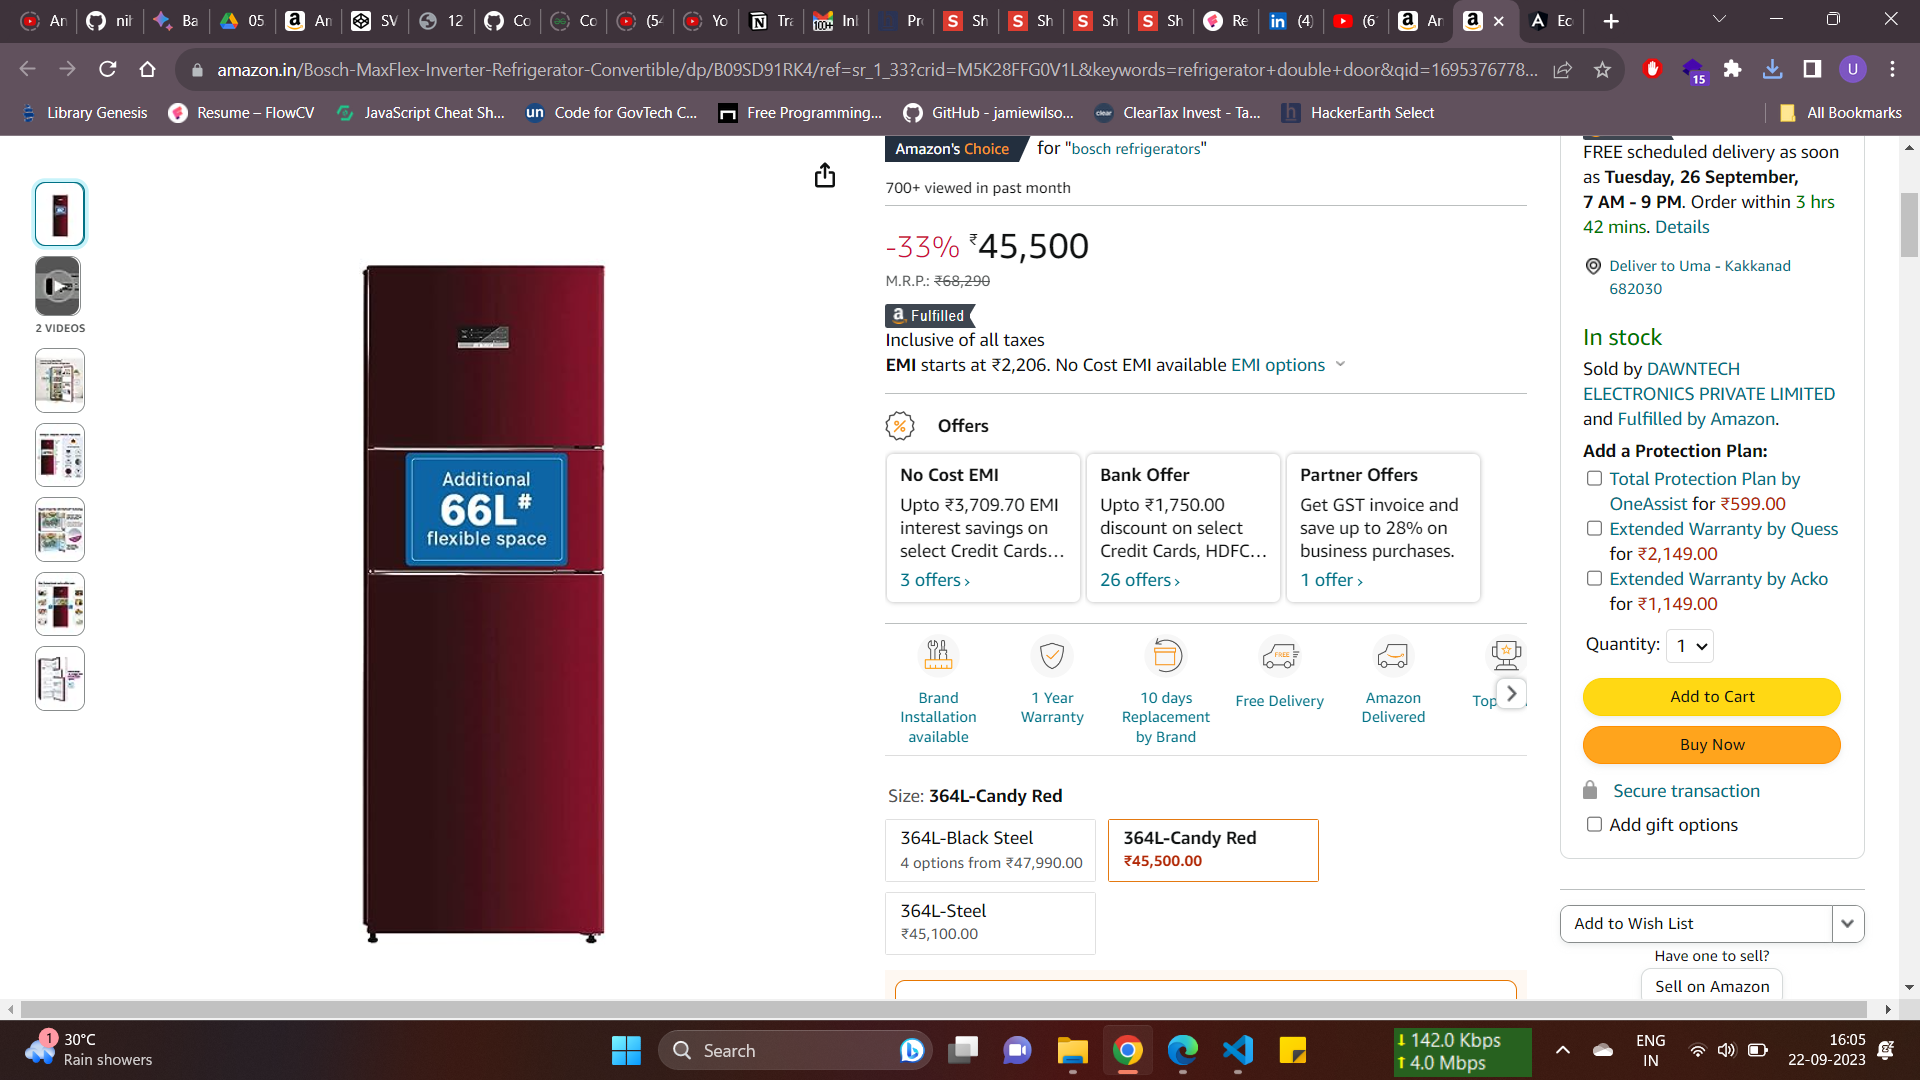 An
nih
Ba
05
An
SV
12
Co
Co
(54
Yo
Tra
Inl
Pr
Sh
Sh
Sh
Sh
Re
(4)
(6
An
Ec
amazon.in/Bosch-MaxFlex-Inverter-Refrigerator-Convertible/dp/B09SD91RK4/ref=sr_1_33?crid=M5K28FFG0V1L&keywords=refrigerator+double+door&qid=1695376778...
15
U
Library Genesis
Resume – FlowCV
JavaScript Cheat Sh...
un Code for GovTech C...
Free Programming...
GitHub - jamiewilso...
clear ClearTax Invest - Ta...
h HackerEarth Select
All Bookmarks
2 VIDEOS
Additional
66L#
flexible space
Amazon's Choice for "bosch refrigerators"
700+ viewed in past month
-33% ₹45,500
M.R.P.: ₹68,290
a Fulfilled
Inclusive of all taxes
EMI starts at ₹2,206. No Cost EMI available EMI options
Offers
No Cost EMI
Upto ₹3,709.70 EMI
interest savings on
select Credit Cards…
3 offers ›
Bank Offer
Upto ₹1,750.00
discount on select
Credit Cards, HDFC…
26 offers ›
Partner Offers
Get GST invoice and
save up to 28% on
business purchases.
1 offer ›
Brand
Installation
available
1 Year
Warranty
10 days
Replacement
by Brand
FREE
Free Delivery
Amazon
Delivered
Top
Size: 364L-Candy Red
364L-Black Steel
4 options from ₹47,990.00
364L-Candy Red
₹45,500.00
364L-Steel
₹45,100.00
FREE scheduled delivery as soon
as Tuesday, 26 September,
7 AM - 9 PM. Order within 3 hrs
42 mins. Details
Deliver to Uma - Kakkanad
682030
In stock
Sold by DAWNTECH
ELECTRONICS PRIVATE LIMITED
and Fulfilled by Amazon.
Add a Protection Plan:
Total Protection Plan by
OneAssist for ₹599.00
Extended Warranty by Quess
for ₹2,149.00
Extended Warranty by Acko
for ₹1,149.00
Quantity: 1
Add to Cart
Buy Now
Secure transaction
Add gift options
Add to Wish List
Have one to sell?
Sell on Amazon
1
30°C
Rain showers
Search
142.0 Kbps
4.0 Mbps
ENG
IN
16:05
22-09-2023